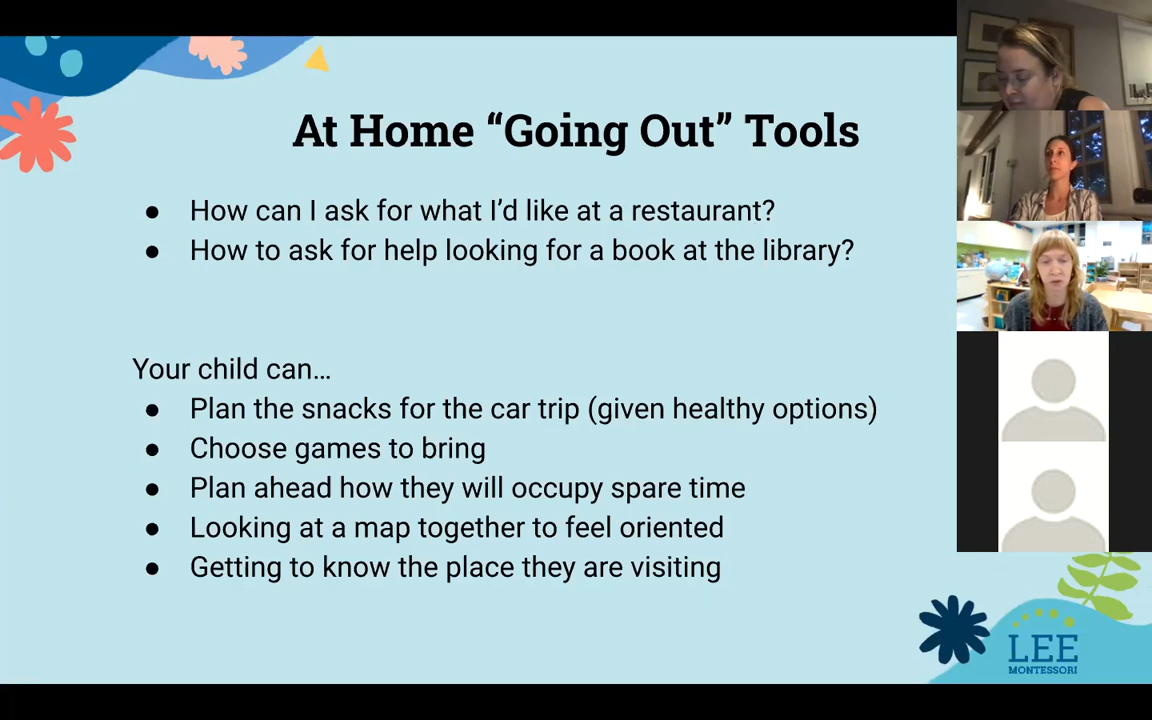 At Home “Going Out” Tools
● How can I ask for what I’d like at a restaurant?
● How to ask for help looking for a book at the library?
Your child can…
● Plan the snacks for the car trip (given healthy options)
● Choose games to bring
● Plan ahead how they will occupy spare time
● Looking at a map together to feel oriented
● Getting to know the place they are visiting
LEE
MONTESSORI